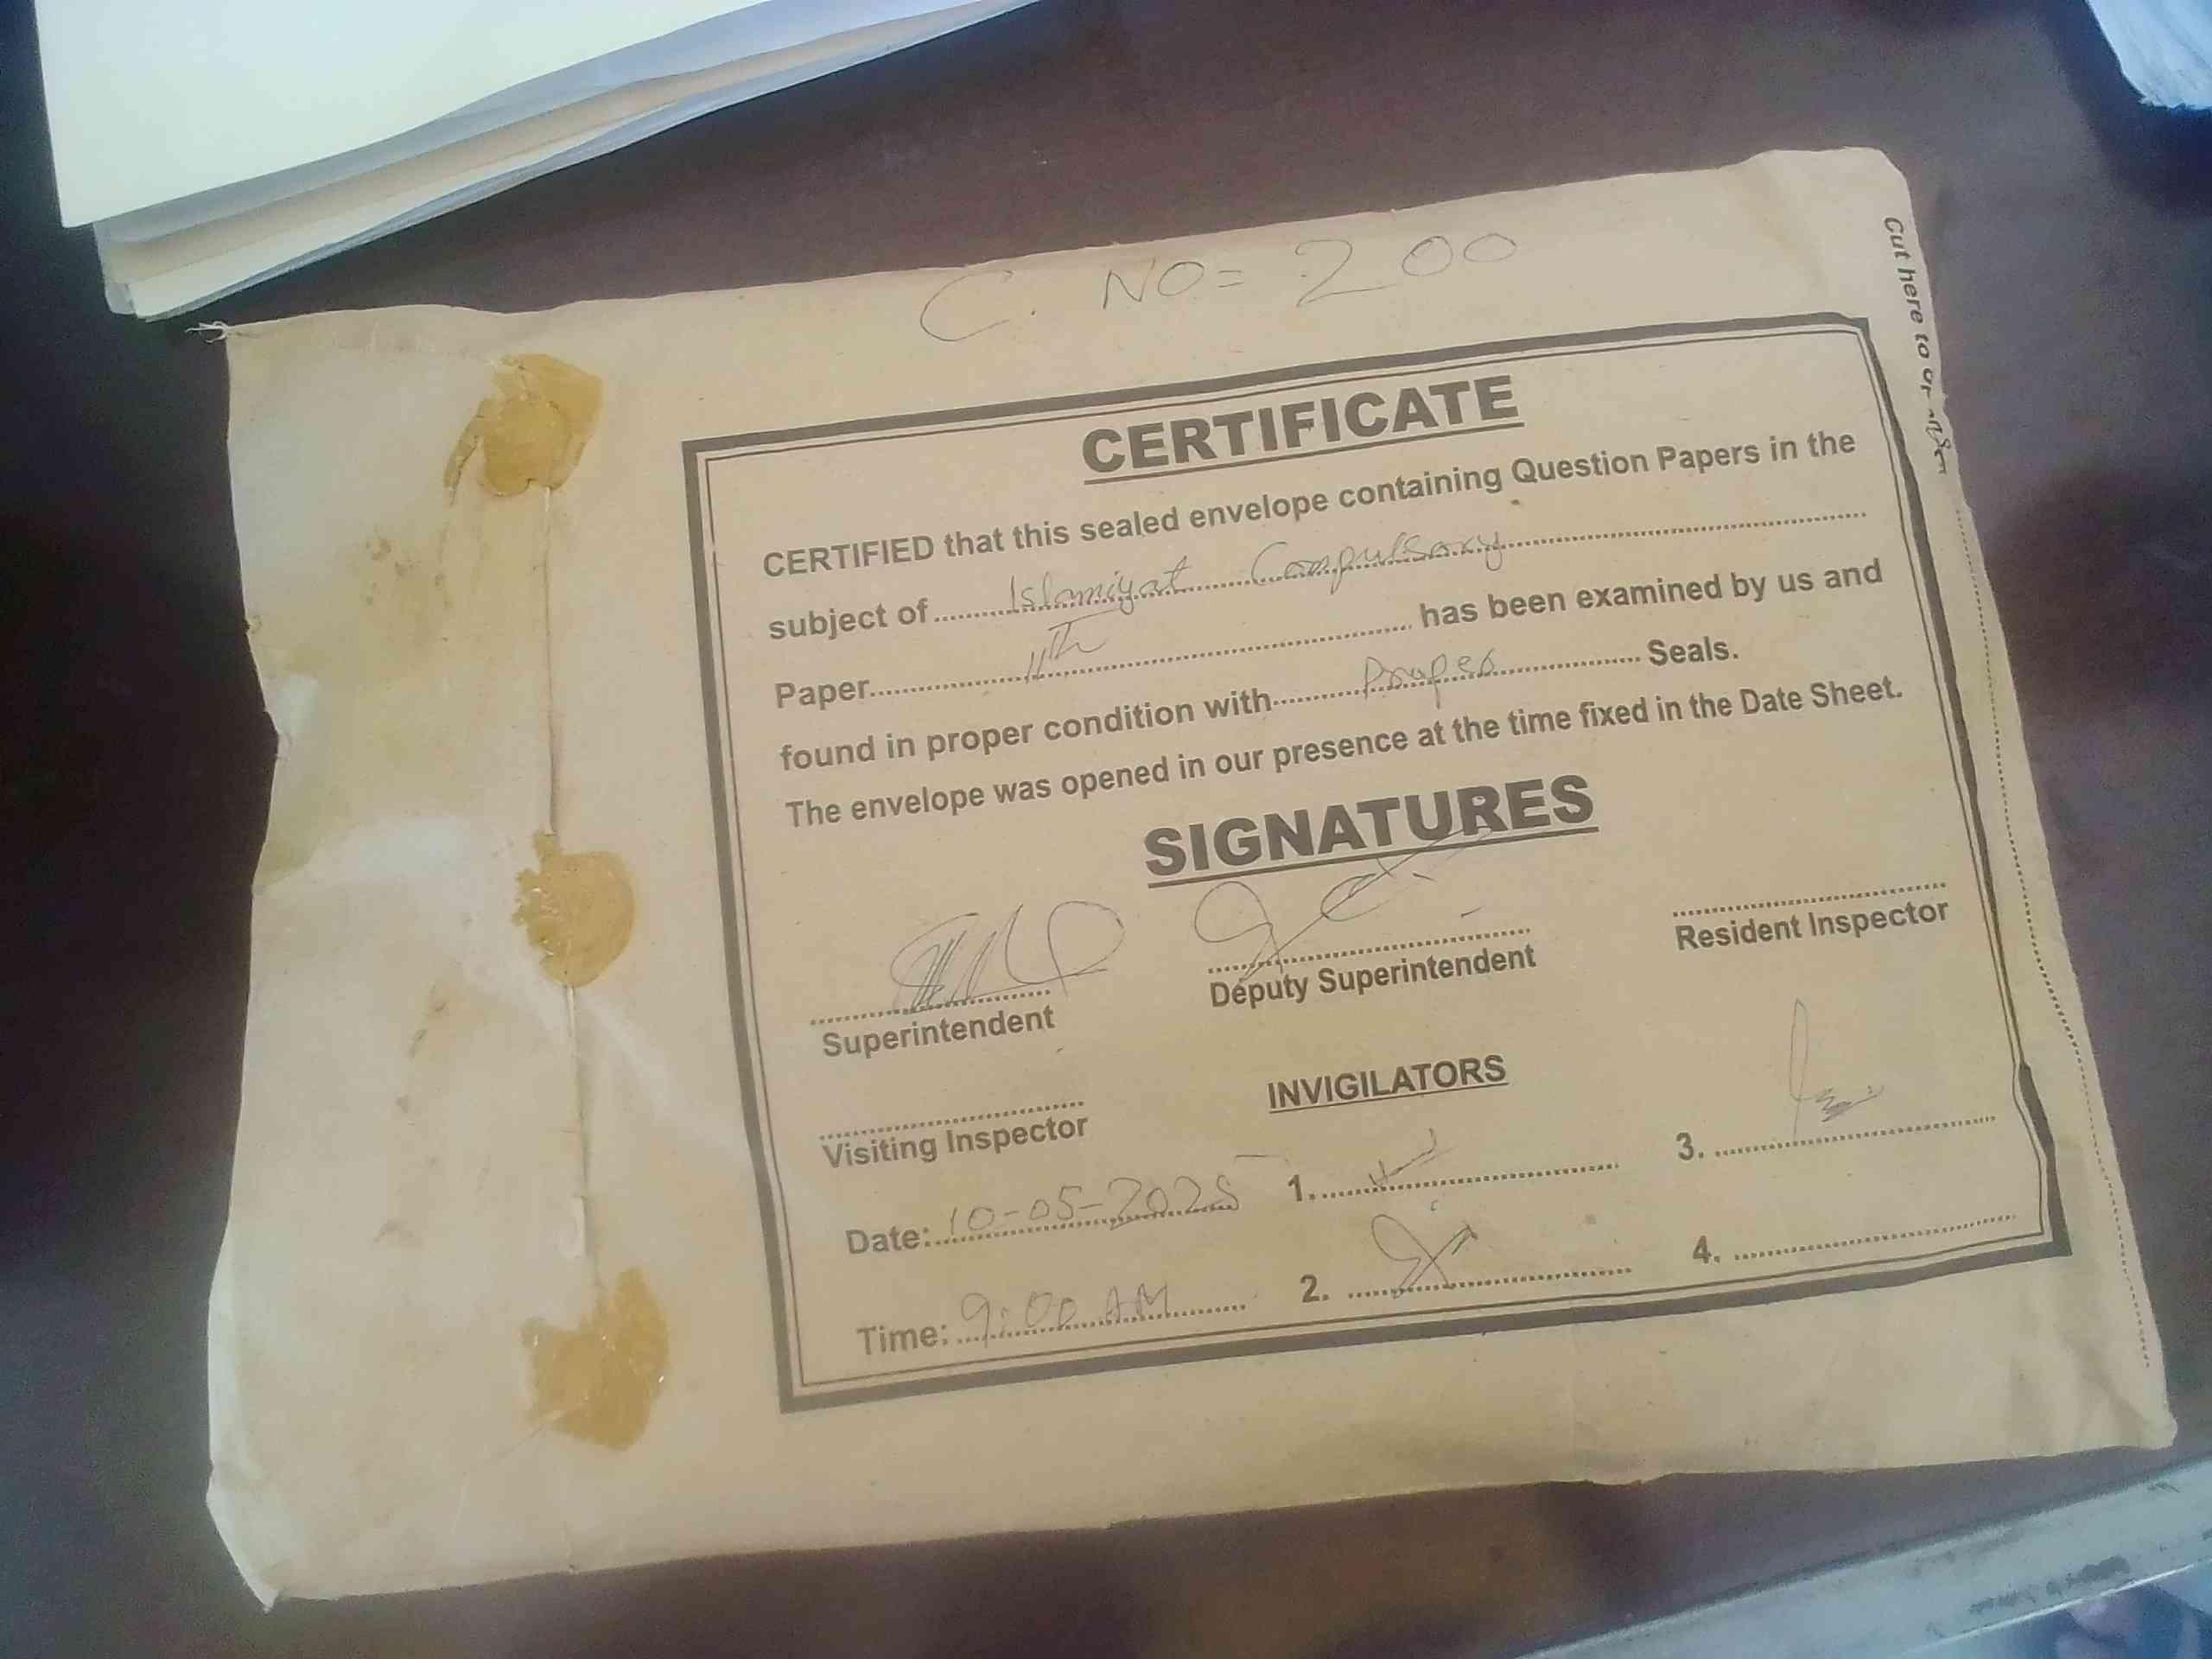 C. NO= 200
Cut here to
CERTIFICATE
CERTIFIED that this sealed envelope containing Question Papers in the
subject of Islamiyat Compulsory
Paper 11th has been examined by us and
found in proper condition with Proper Seals.
The envelope was opened in our presence at the time fixed in the Date Sheet.
SIGNATURES
Superintendent
Deputy Superintendent
Resident Inspector
Visiting Inspector
INVIGILATORS
Date: 10-05-2025
1.
3.
Time: 9:00 AM
2.
4.